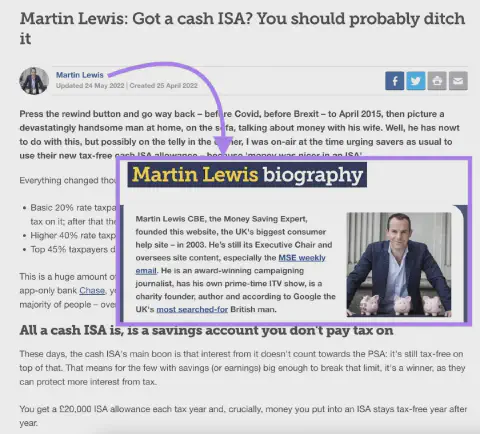 Martin Lewis: Got a cash ISA? You should probably ditch
it
Martin Lewis
Updated 24 May 2022 | Created 25 April 2022
Press the rewind button and go way back – before Covid, before Brexit – to April 2015, then picture a
devastatingly handsome man at home, on the sofa, talking about money with his wife. Well, he has nowt
to do with this, but possibly on the telly in the corner, I was on-air at the time urging savers as usual to
use their new tax-free cash ISA allowance – because 'money was nicer in an ISA'.
Everything changed
Martin Lewis biography
Basic 20% rate
tax on it; after that
Higher 40% rate
Top 45% taxpayers
Martin Lewis CBE, the Money Saving Expert,
founded this website, the UK's biggest consumer
help site – in 2003. He's still its Executive Chair and
oversees site content, especially the MSE weekly
email. He is an award-winning campaigning
journalist, has his own prime-time ITV show, is a
charity founder, author and according to Google the
UK's most searched-for British man.
This is a huge amount
app-only bank Chase,
majority of people –
All a cash ISA is, is a savings account you don't pay tax on
These days, the cash ISA's main boon is that interest from it doesn't count towards the PSA: it's still tax-free on
top of that. That means for the few with savings (or earnings) big enough to break that limit, it's a winner, as they
can protect more interest from tax.
You get a £20,000 ISA allowance each tax year and, crucially, money you put into an ISA stays tax-free year after
year.